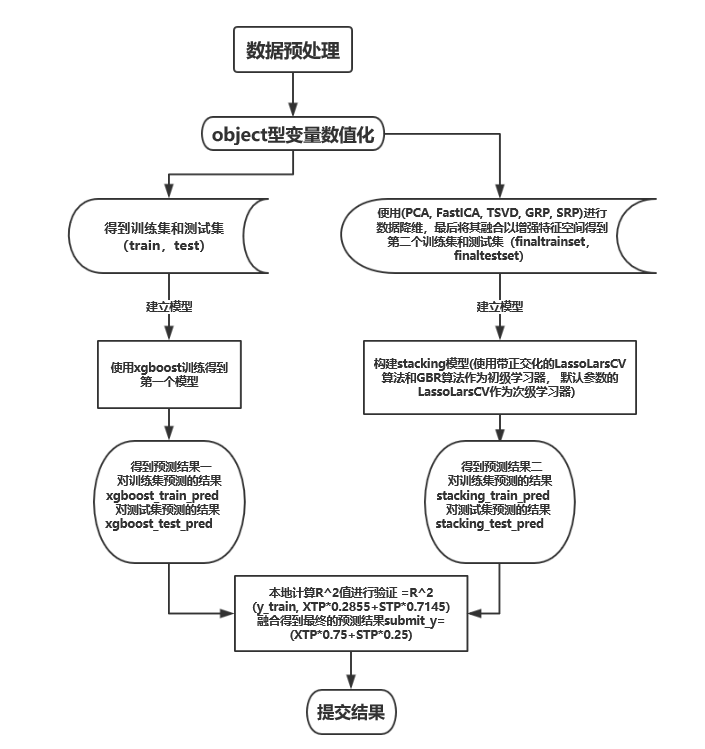 数据预处理
object型变量数值化
得到训练集和测试集
（train，test）
使用(PCA, FastICA, TSVD, GRP, SRP)进行
数据降维，最后将其融合以增强特征空间得到
第二个训练集和测试集（finaltrainset,
finaltestset)
建立模型
建立模型
使用xgboost训练得到
第一个模型
构建stacking模型(使用带正交化的LassoLarsCV
算法和GBR算法作为初级学习器， 默认参数的
LassoLarsCV作为次级学习器)
得到预测结果一
对训练集预测的结果
xgboost_train_pred
对测试集预测的结果
xgboost_test_pred
得到预测结果二
对训练集预测的结果
stacking_train_pred
对测试集预测的结果
stacking_test_pred
本地计算R^2值进行验证 =R^2
(y_train, XTP*0.2855+STP*0.7145)
融合得到最终的预测结果submit_y=
(XTP*0.75+STP*0.25)
提交结果